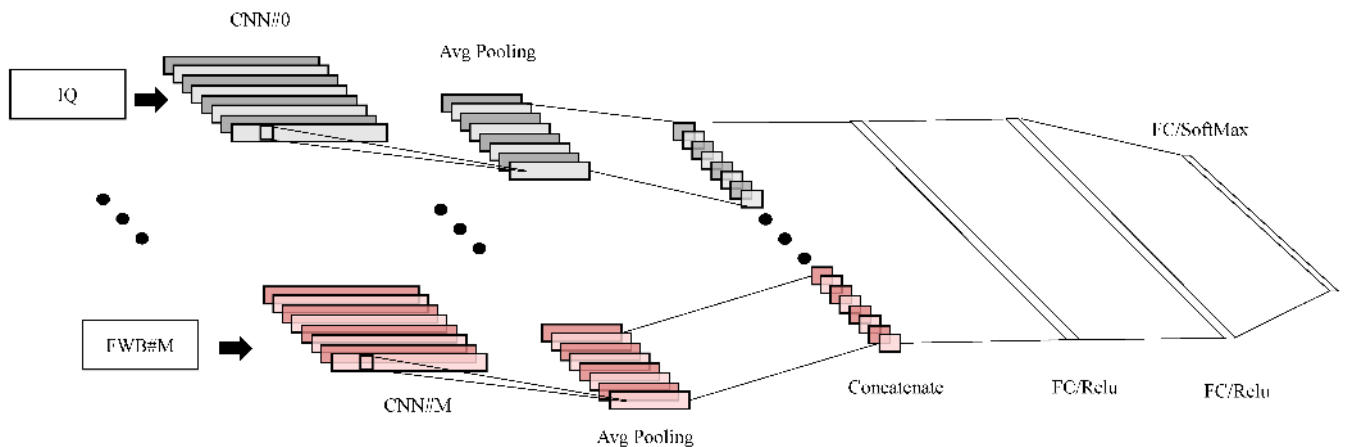 CNN#0
Avg Pooling
IQ
FC/SoftMax
FWB#M
CNN#M
Avg Pooling
Concatenate
FC/Relu
FC/Relu